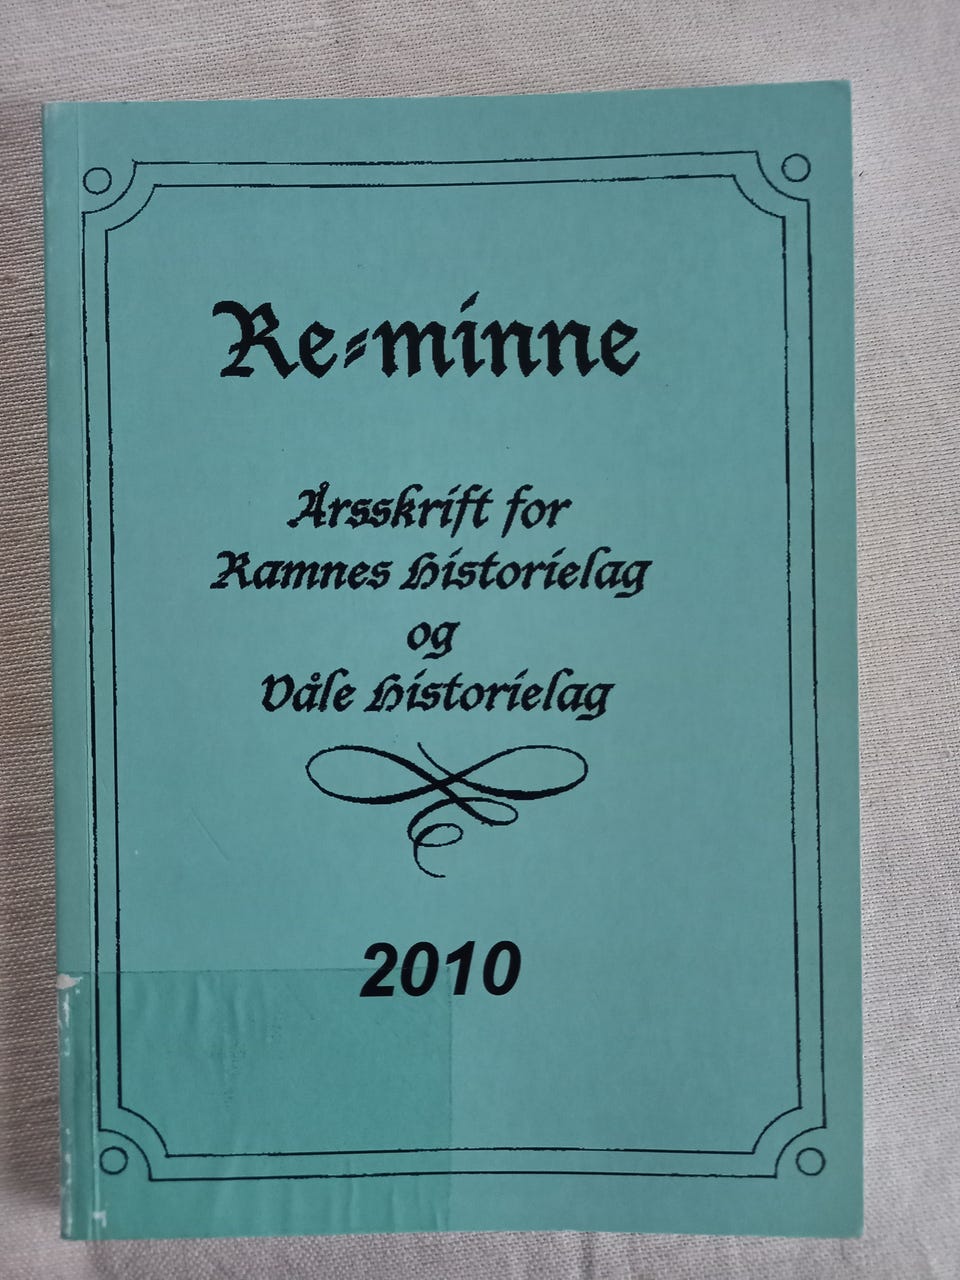 Re-minne
Årsskrift for
Ramnes Historielag
og
Våle Historielag
2010